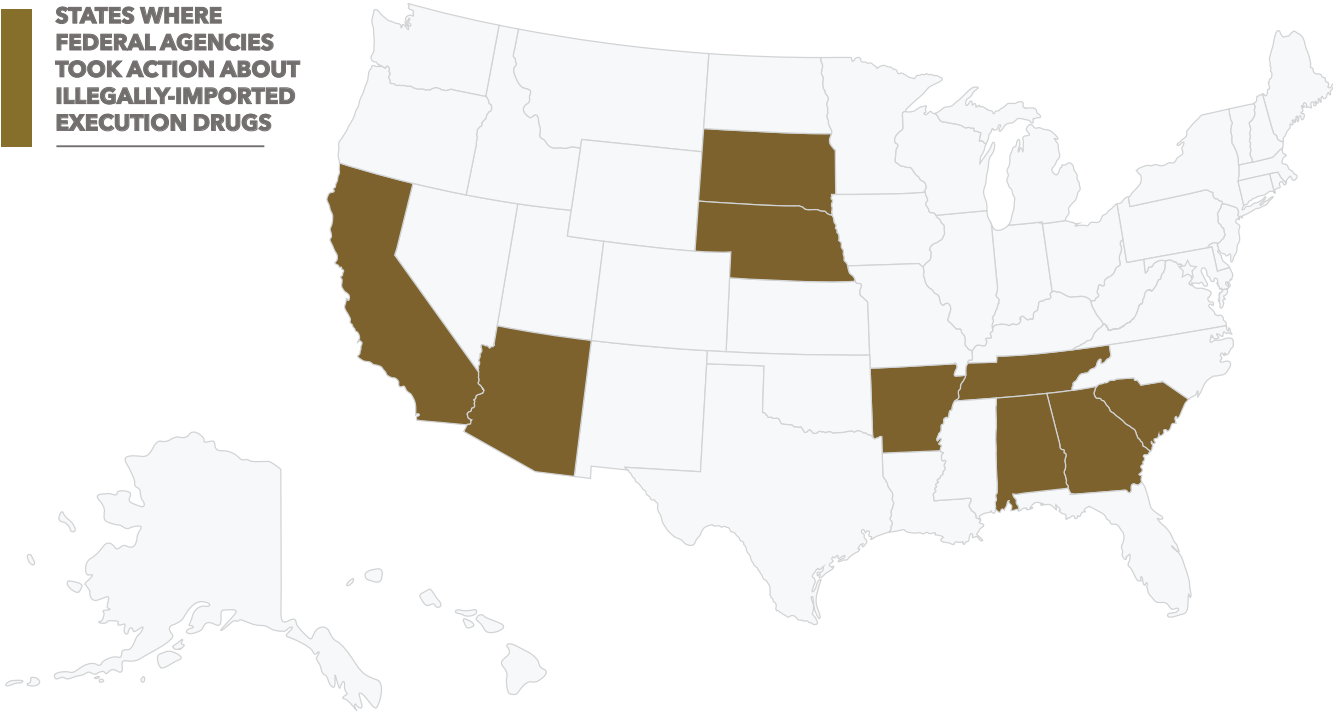 STATES WHERE
FEDERAL AGENCIES
TOOK ACTION ABOUT
ILLEGALLY-IMPORTED
EXECUTION DRUGS